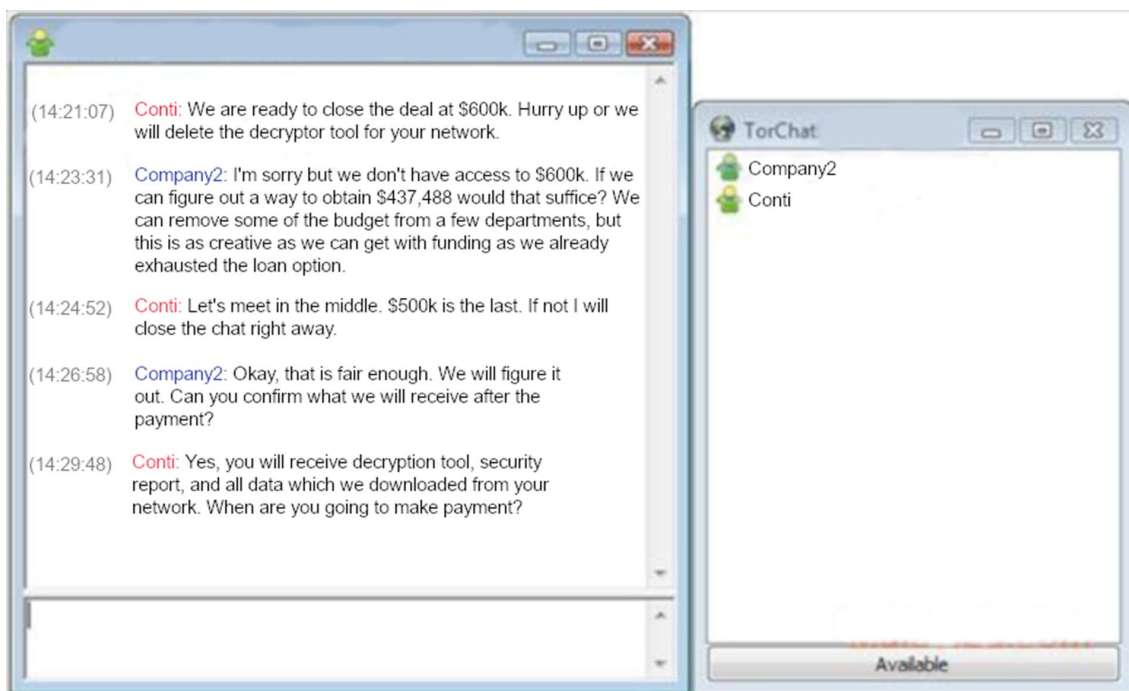 (14:21:07) Conti: We are ready to close the deal at $600k. Hurry up or we
will delete the decryptor tool for your network.
(14:23:31) Company2: I'm sorry but we don't have access to $600k. If we
can figure out a way to obtain $437,488 would that suffice? We
can remove some of the budget from a few departments, but
this is as creative as we can get with funding as we already
exhausted the loan option.
(14:24:52) Conti: Let's meet in the middle. $500k is the last. If not I will
close the chat right away.
(14:26:58) Company2: Okay, that is fair enough. We will figure it
out. Can you confirm what we will receive after the
payment?
(14:29:48) Conti: Yes, you will receive decryption tool, security
report, and all data which we downloaded from your
network. When are you going to make payment?
TorChat
Company2
Conti
Available